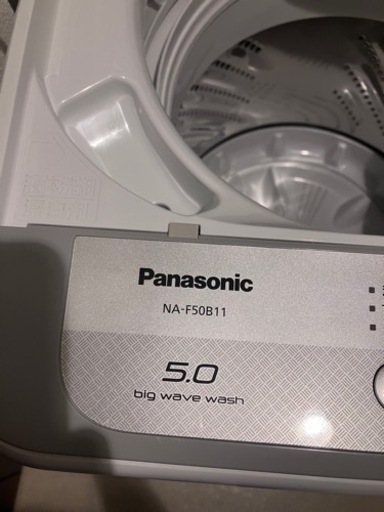 Panasonic
NA-F50B11
5.0
big wave wash